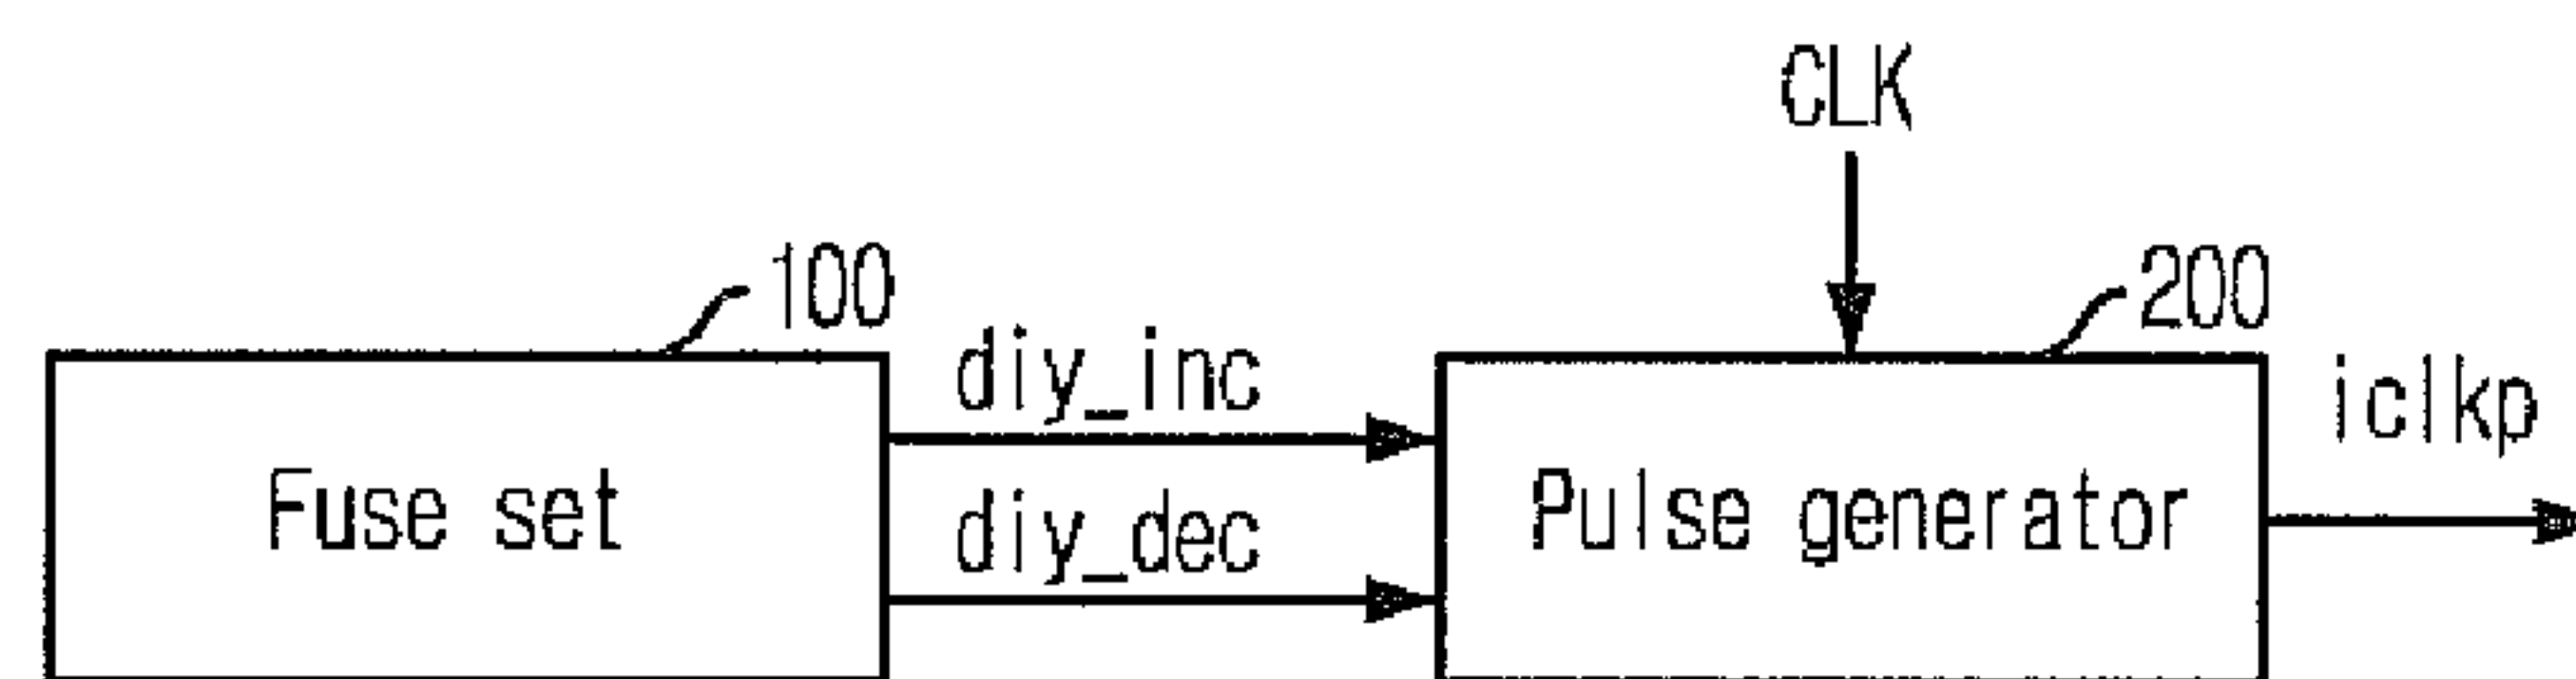 CLK
100
200
diy_inc
iclkp
Fuse set
diy_dec
Pulse generator